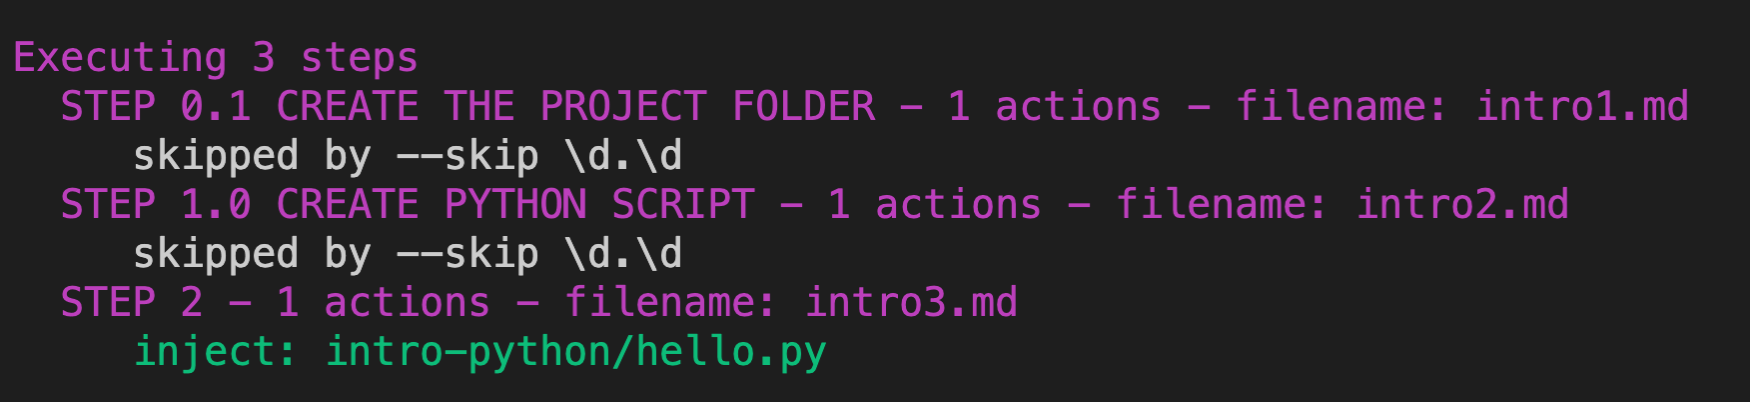 Executing 3 steps
STEP 0.1 CREATE THE PROJECT FOLDER – 1 actions – filename: intro1.md
skipped by --skip \d.\d
STEP 1.0 CREATE PYTHON SCRIPT – 1 actions – filename: intro2.md
skipped by --skip \d.\d
STEP 2 – 1 actions – filename: intro3.md
inject: intro-python/hello.py